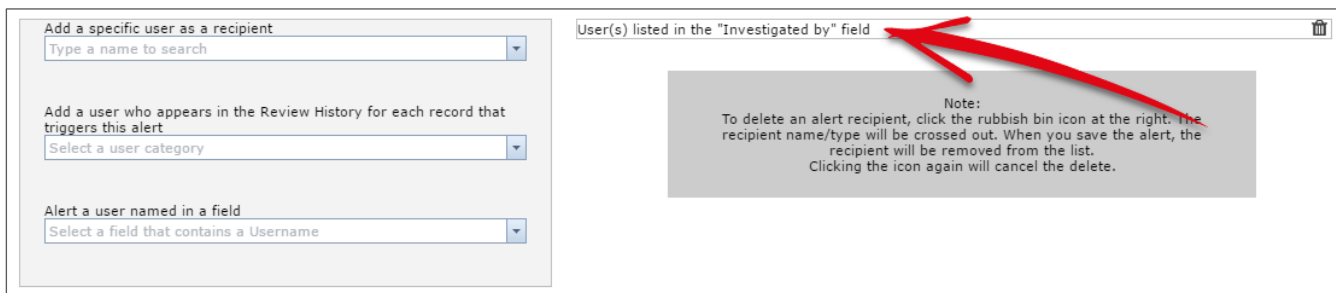 Add a specific user as a recipient
Type a name to search
Add a user who appears in the Review History for each record that
triggers this alert
Select a user category
Alert a user named in a field
Select a field that contains a Username
User(s) listed in the "Investigated by" field
Note:
To delete an alert recipient, click the rubbish bin icon at the right. The
recipient name/type will be crossed out. When you save the alert, the
recipient will be removed from the list.
Clicking the icon again will cancel the delete.